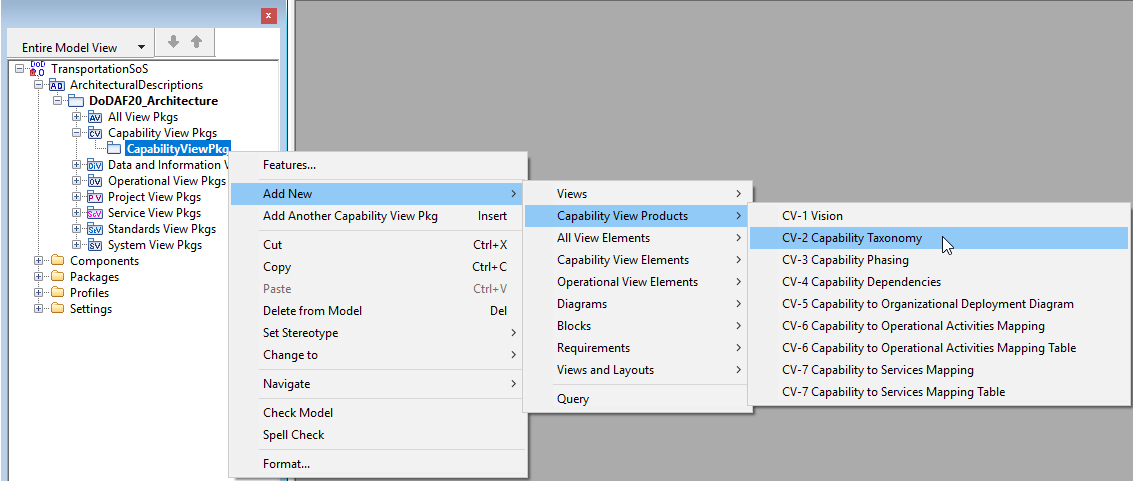 x
Entire Model View
TransportationSoS
ArchitecturalDescriptions
DoDAF20_Architecture
All View Pkgs
Capability View Pkgs
CapabilityViewPkg
Data and Information V
Operational View Pkgs
Project View Pkgs
Service View Pkgs
Standards View Pkgs
System View Pkgs
Components
Packages
Profiles
Settings
Features...
Add New
Add Another Capability View Pkg Insert
Cut Ctrl+X
Copy Ctrl+C
Paste Ctrl+V
Delete from Model Del
Set Stereotype
Change to
Navigate
Check Model
Spell Check
Format...
Views
Capability View Products
All View Elements
Capability View Elements
Operational View Elements
Diagrams
Blocks
Requirements
Views and Layouts
Query
CV-1 Vision
CV-2 Capability Taxonomy
CV-3 Capability Phasing
CV-4 Capability Dependencies
CV-5 Capability to Organizational Deployment Diagram
CV-6 Capability to Operational Activities Mapping
CV-6 Capability to Operational Activities Mapping Table
CV-7 Capability to Services Mapping
CV-7 Capability to Services Mapping Table